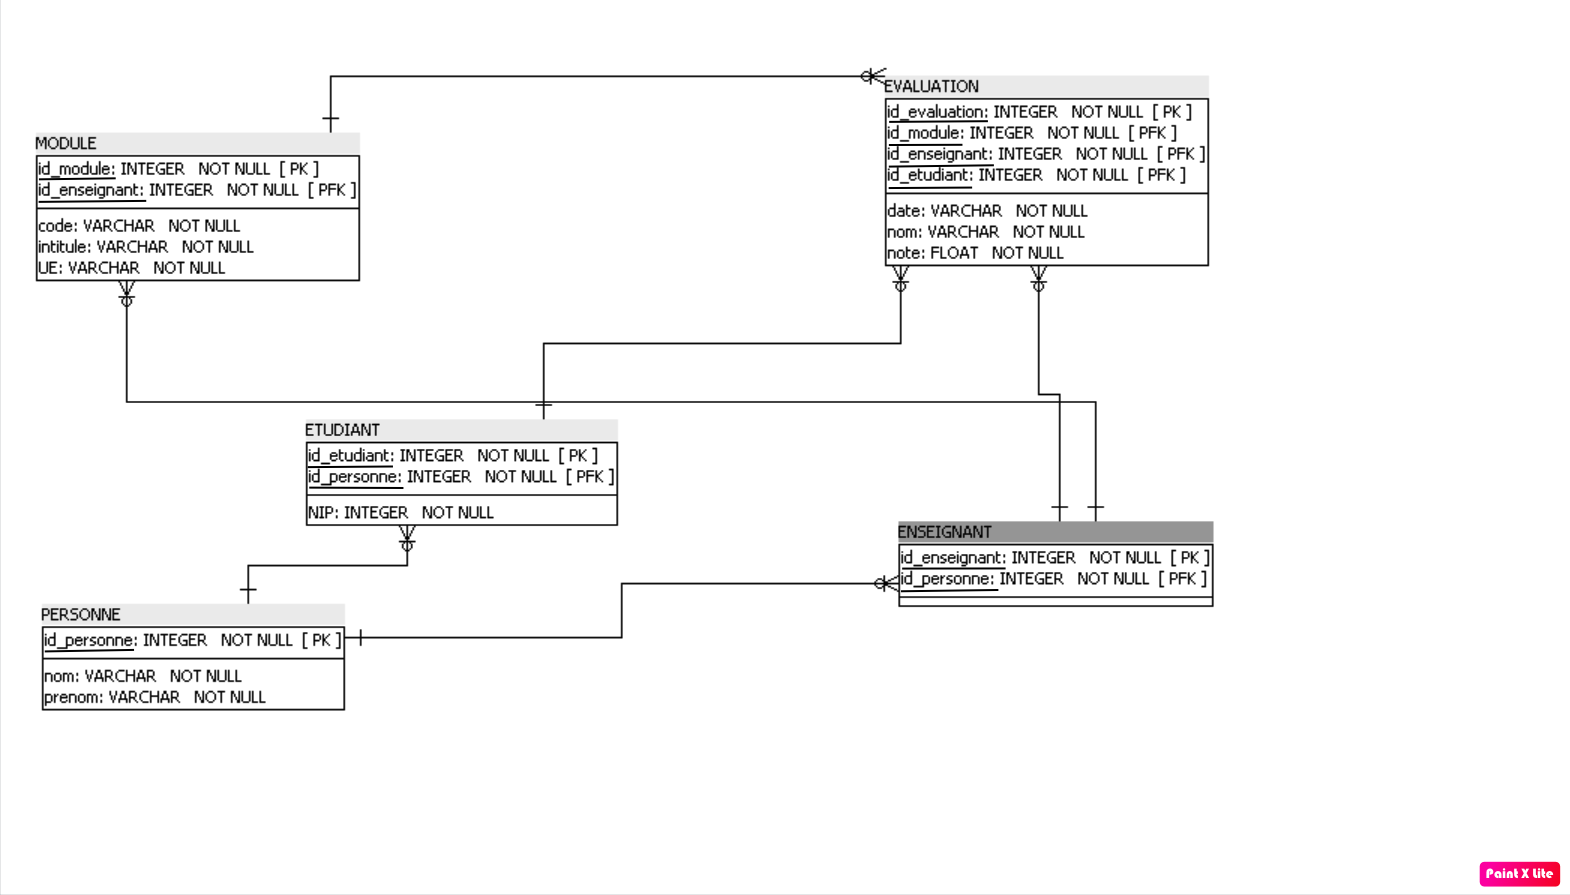 EVALUATION
id_evaluation: INTEGER NOT NULL [ PK ]
id_module: INTEGER NOT NULL [ PFK ]
id_enseignant: INTEGER NOT NULL [ PFK ]
id_etudiant: INTEGER NOT NULL [ PFK ]
date: VARCHAR NOT NULL
nom: VARCHAR NOT NULL
note: FLOAT NOT NULL
MODULE
id_module: INTEGER NOT NULL [ PK ]
id_enseignant: INTEGER NOT NULL [ PFK ]
code: VARCHAR NOT NULL
intitule: VARCHAR NOT NULL
UE: VARCHAR NOT NULL
ETUDIANT
id_etudiant: INTEGER NOT NULL [ PK ]
id_personne: INTEGER NOT NULL [ PFK ]
NIP: INTEGER NOT NULL
ENSEIGNANT
id_enseignant: INTEGER NOT NULL [ PK ]
id_personne: INTEGER NOT NULL [ PFK ]
PERSONNE
id_personne: INTEGER NOT NULL [ PK ]
nom: VARCHAR NOT NULL
prenom: VARCHAR NOT NULL
Paint X Lite